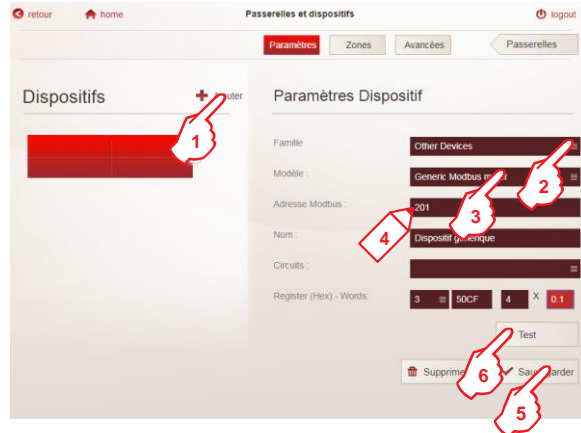 retour home Passerelles et dispositifs logout
Paramètres Zones Avancées Passerelles
Dispositifs Paramètres Dispositif
1
Famille Other Devices 2
Modèle : Generic Modbus 3
Adresse Modbus : 201
4
Nom : Dispositif
Circuits :
Register (Hex) - Words: 3 50CF 4 X 0.1
Test
6
Supprimer
5